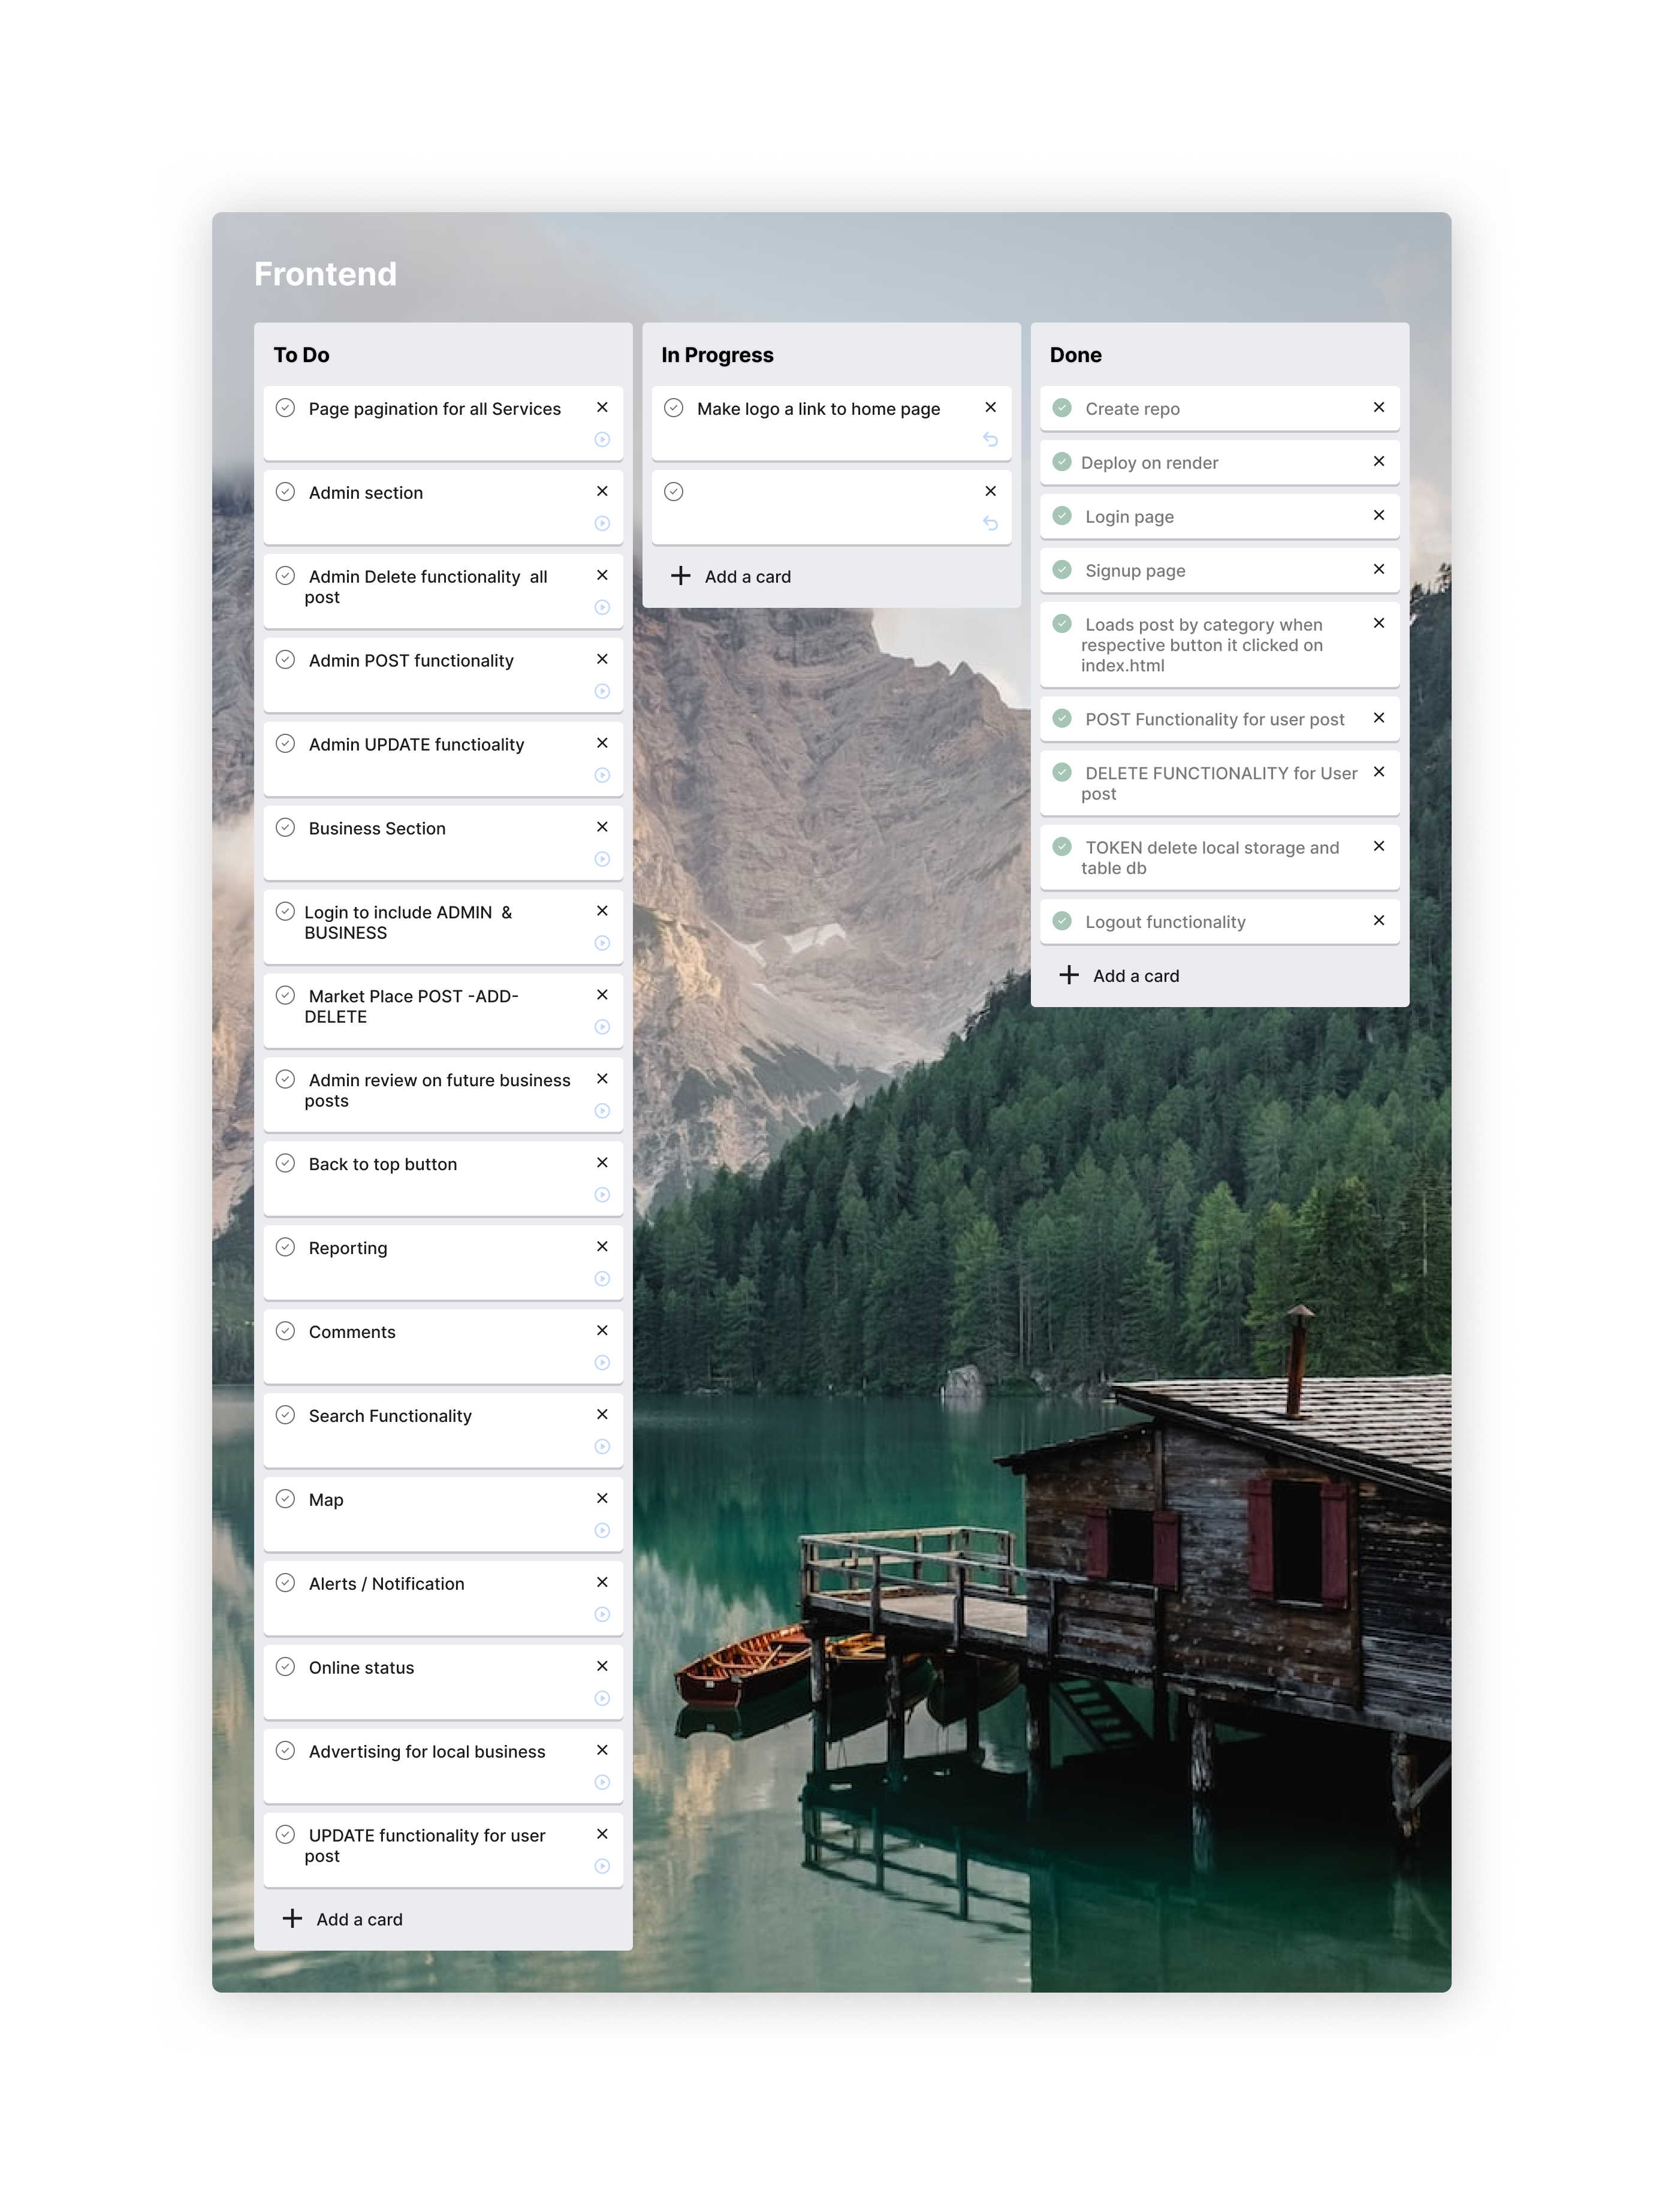 Frontend
To Do
Page pagination for all Services
Admin section
Admin Delete functionality  all
post
Admin POST functionality
Admin UPDATE functioality
Business Section
Login to include ADMIN  &
BUSINESS
Market Place POST -ADD-
DELETE
Admin review on future business
posts
Back to top button
Reporting
Comments
Search Functionality
Map
Alerts / Notification
Online status
Advertising for local business
UPDATE functionality for user
post
Add a card
In Progress
Make logo a link to home page
Add a card
Done
Create repo
Deploy on render
Login page
Signup page
Loads post by category when
respective button it clicked on
index.html
POST Functionality for user post
DELETE FUNCTIONALITY for User
post
TOKEN delete local storage and
table db
Logout functionality
Add a card